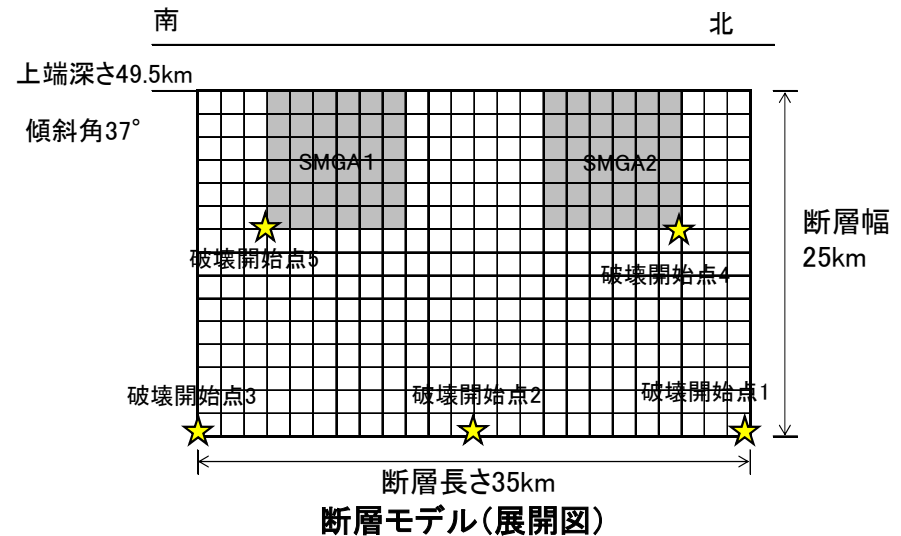 南
北
上端深さ49.5km
傾斜角37°
SMGA1
SMGA2
断層幅
25km
破壊開始点5
破壊開始点4
破壊開始点3
破壊開始点2
破壊開始点1
断層長さ35km
断層モデル(展開図)